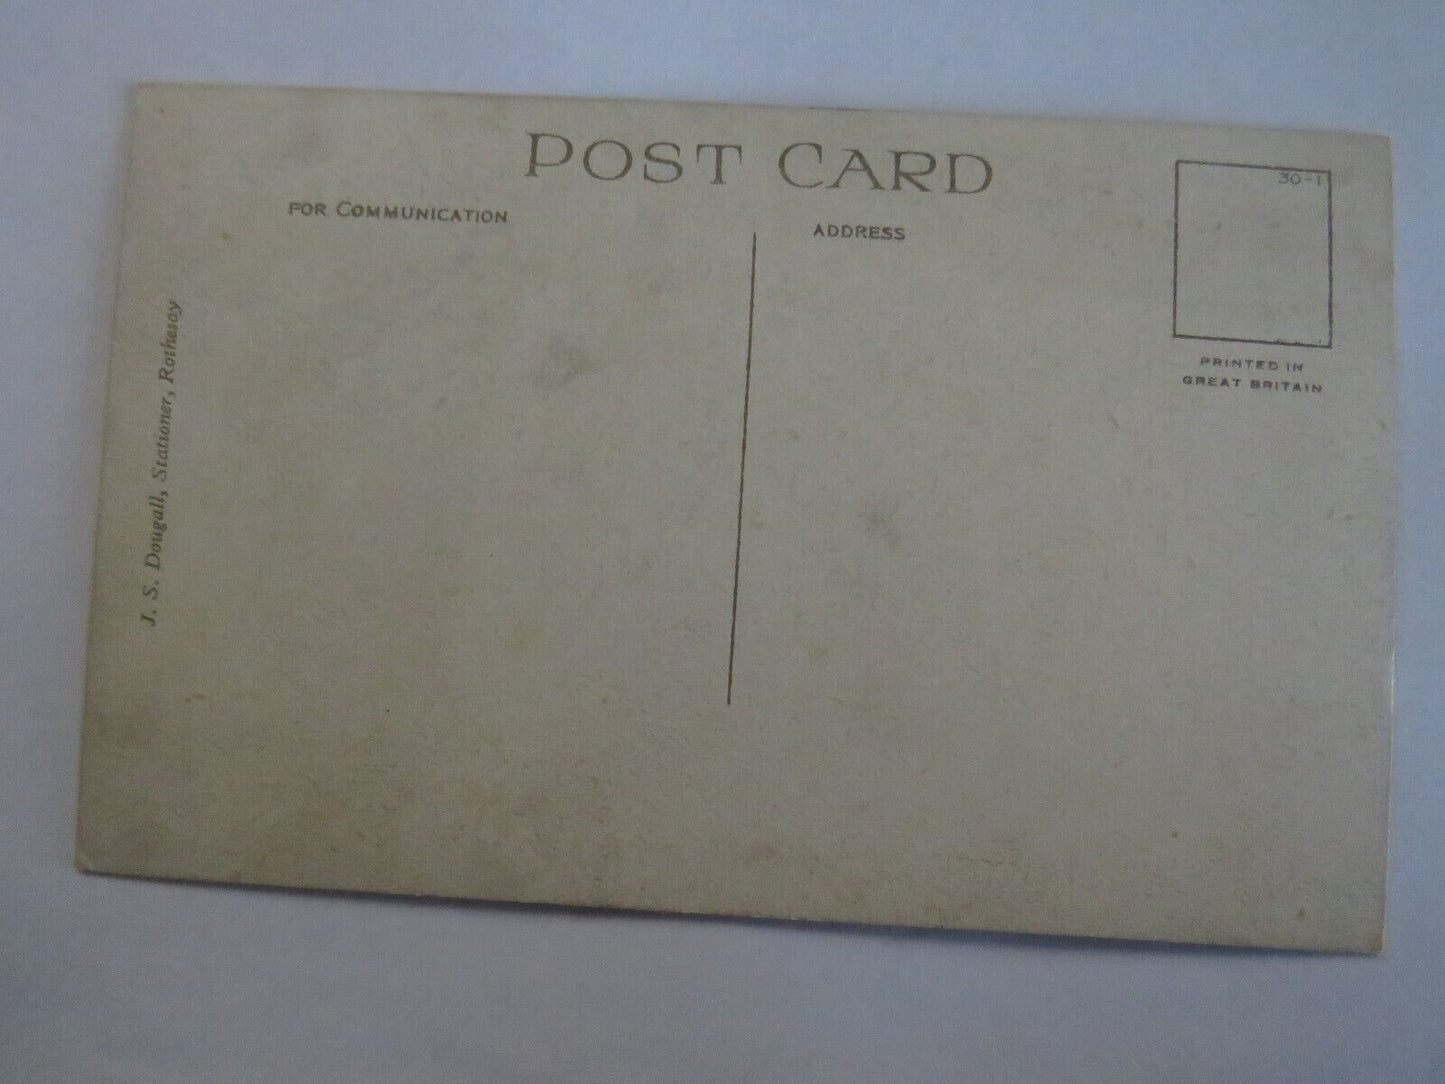 POST CARD
FOR COMMUNICATION
ADDRESS
30-1
PRINTED IN
GREAT BRITAIN
J. S. Dougall, Stationer, Rothesay